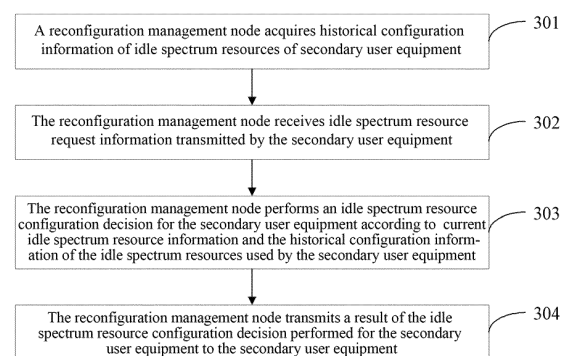 A reconfiguration management node acquires historical configuration
information of idle spectrum resources of secondary user equipment
301
The reconfiguration management node receives idle spectrum resource
request information transmitted by the secondary user equipment
302
The reconfiguration management node performs an idle spectrum resource
configuration decision for the secondary user equipment according to current
idle spectrum resource information and the historical configuration inform-
ation of the idle spectrum resources used by the secondary user equipment
303
The reconfiguration management node transmits a result of the idle
spectrum resource configuration decision performed for the secondary
user equipment to the secondary user equipment
304